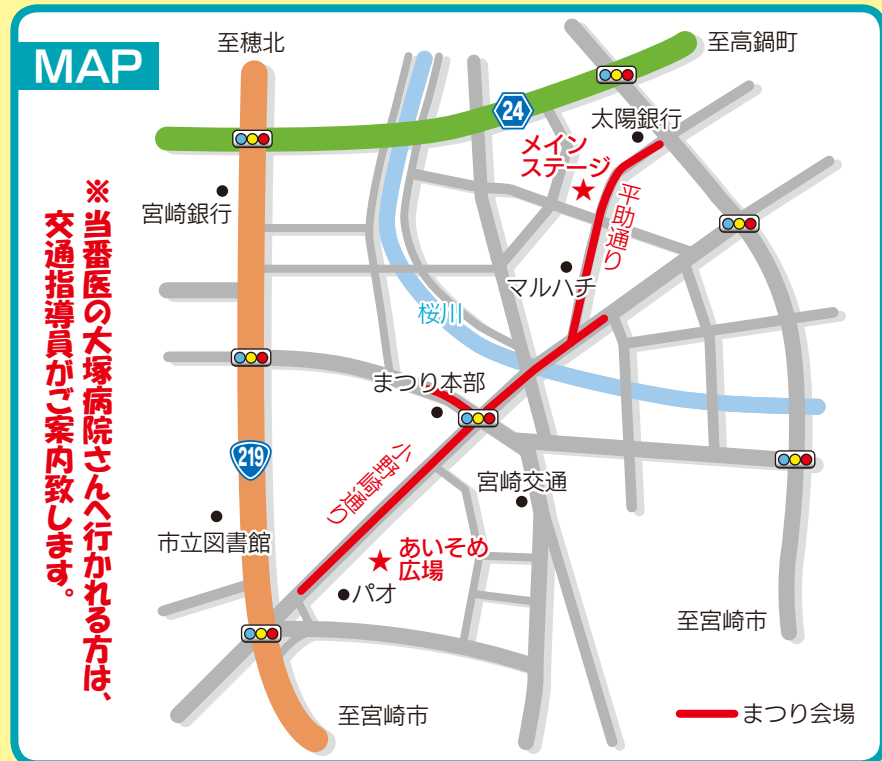 MAP
至穂北
至高鍋町
24
太陽銀行
メイン
ステージ
平助通り
宮崎銀行
マルハチ
桜川
まつり本部
219
小野崎通り
宮崎交通
市立図書館
あいそめ
広場
パオ
至宮崎市
至宮崎市
まつり会場
※当番医の大塚病院さんへ行かれる方は、
交通指導員がご案内致します。